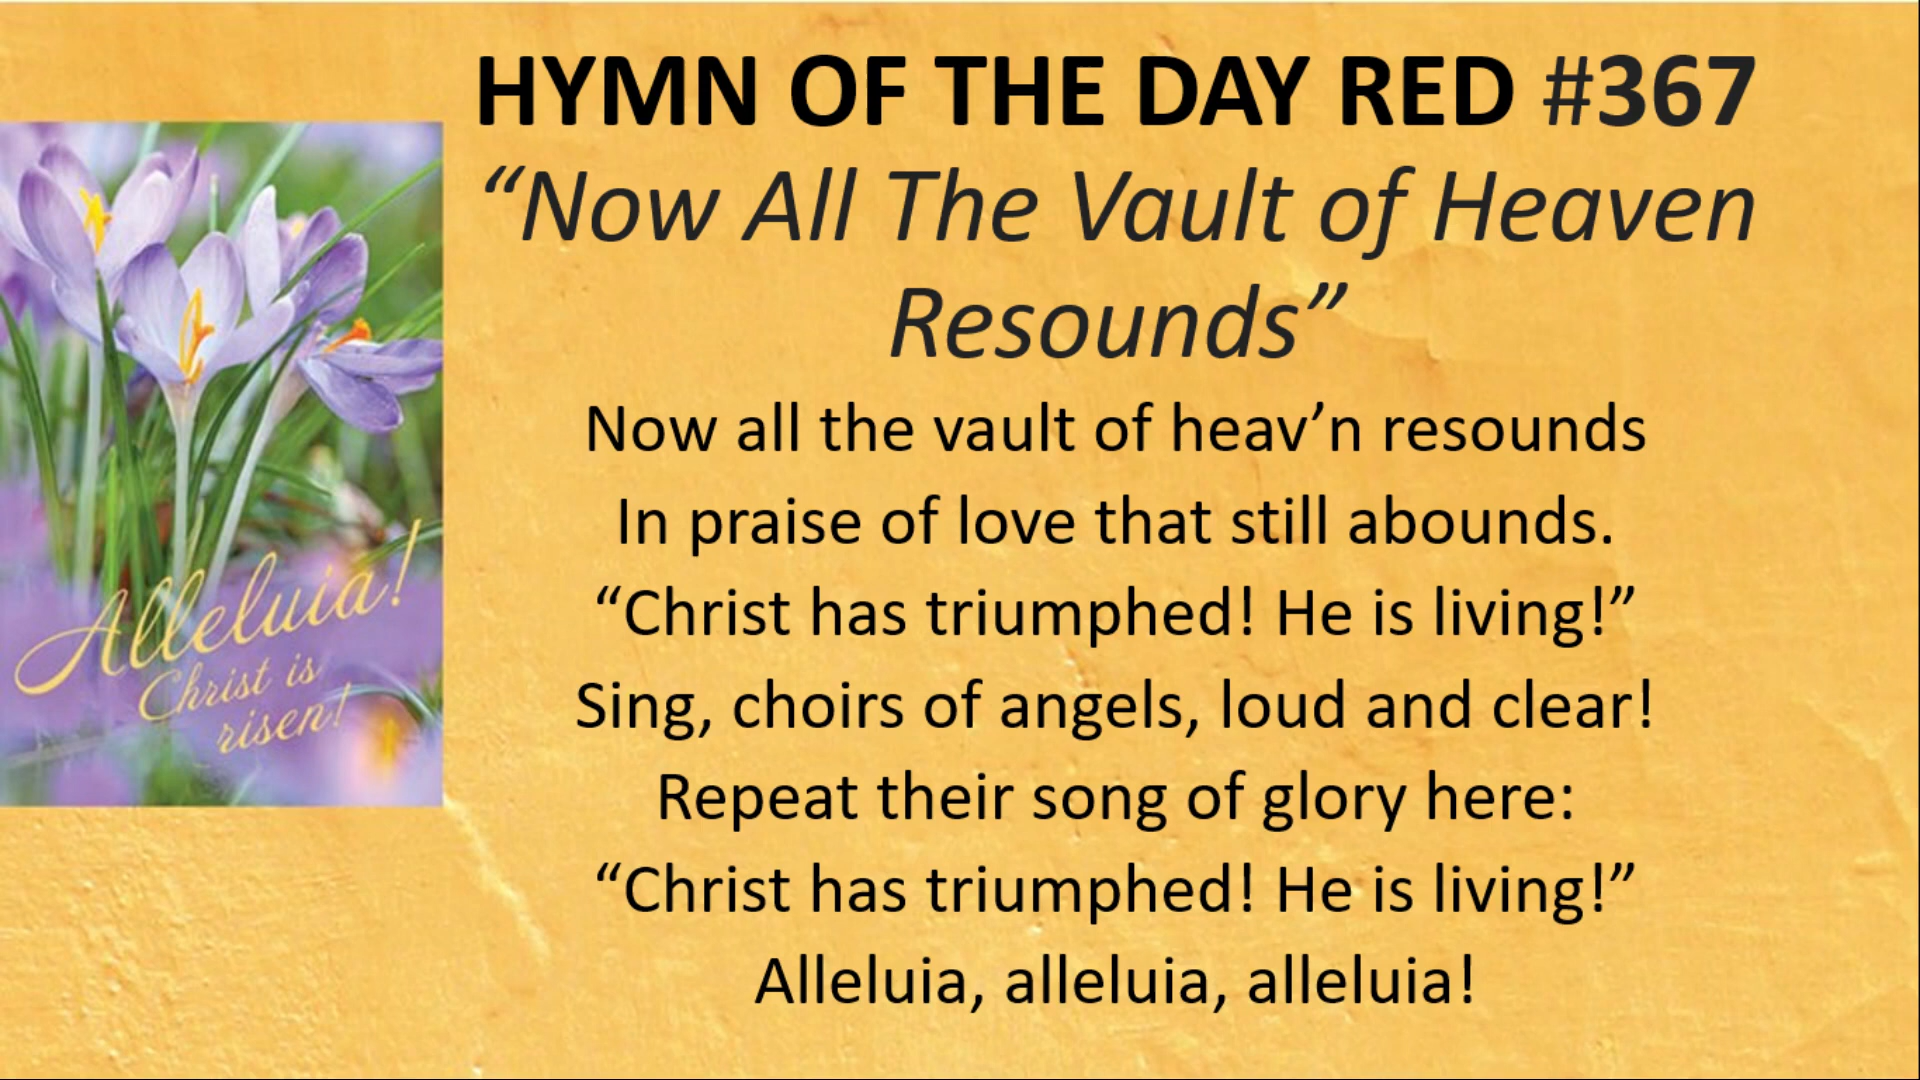 HYMN OF THE DAY RED #367
“Now All The Vault of Heaven
Resounds”
Now all the vault of heav’n resounds
In praise of love that still abounds.
“Christ has triumphed! He is living!”
Sing, choirs of angels, loud and clear!
Repeat their song of glory here:
“Christ has triumphed! He is living!”
Alleluia, alleluia, alleluia!
Alleluia!
Christ is
risen!